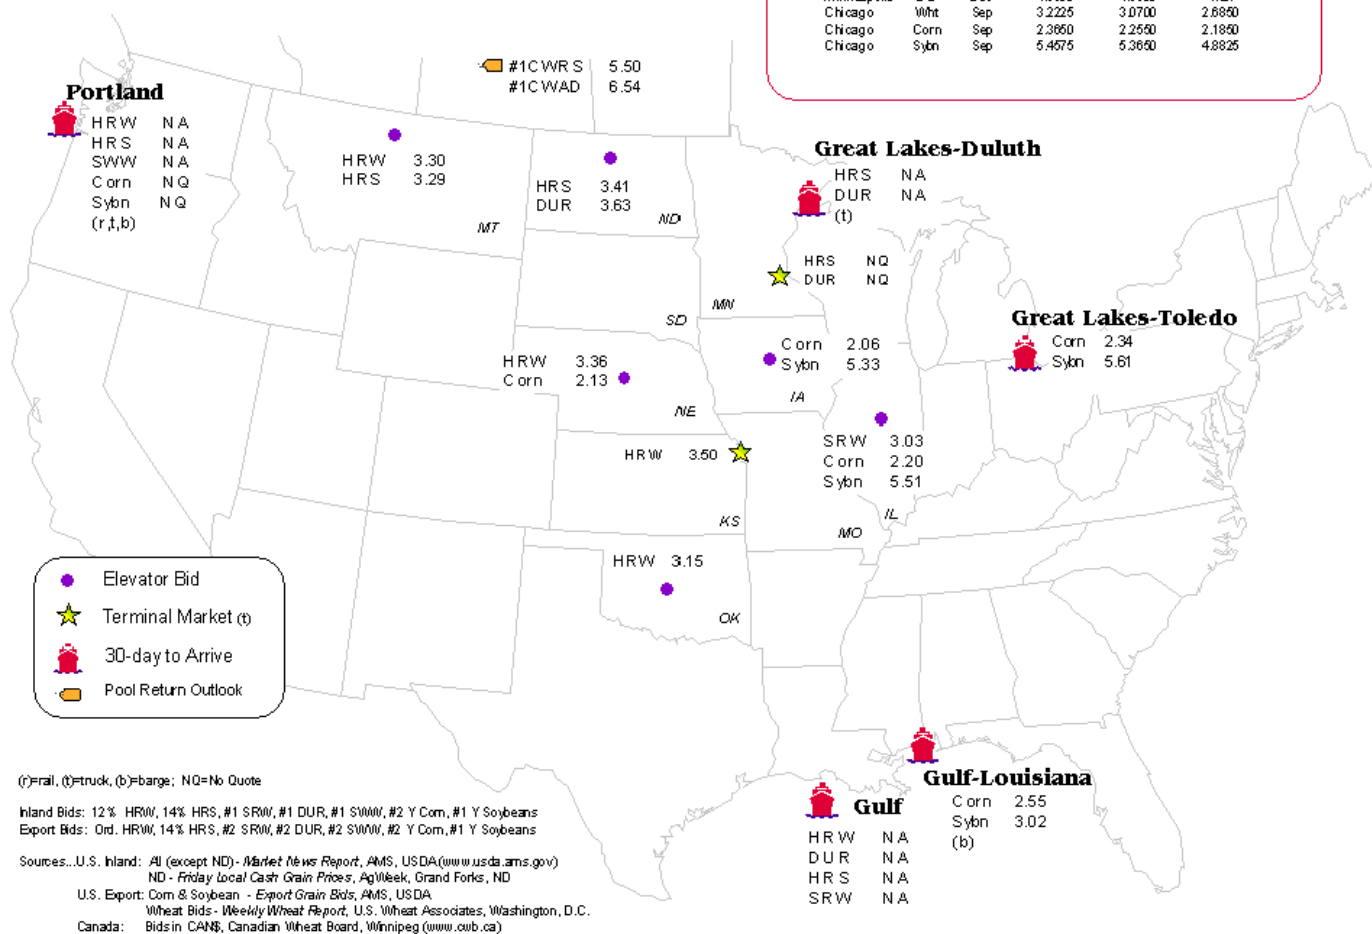 Chicago Wht Sep 3.2225 3.0700 2.6850
Chicago Corn Sep 2.3650 2.2550 2.1850
Chicago Sybn Sep 5.4575 5.3650 4.8825
#1CWRS 5.50
#1CWAD 6.54
Portland
HRW NA
HRS NA
SWW NA
Corn NQ
Sybn NQ
(r,t,b)
HRW 3.30
HRS 3.29
MT
HRS 3.41
DUR 3.63
ND
Great Lakes-Duluth
HRS NA
DUR NA
(t)
HRS NQ
DUR NQ
MN
SD
Great Lakes-Toledo
Corn 2.34
Sybn 5.61
HRW 3.36
Corn 2.13
NE
Corn 2.06
Sybn 5.33
IA
HRW 3.50
KS
SRW 3.03
Corn 2.20
Sybn 5.51
IL
MO
HRW 3.15
OK
Elevator Bid
Terminal Market (t)
30-day to Arrive
Pool Return Outlook
Gulf-Louisiana
Corn 2.55
Sybn 3.02
(b)
Gulf
HRW NA
DUR NA
HRS NA
SRW NA
(r)=rail, (t)=truck, (b)=barge; NQ=No Quote
Inland Bids: 12% HRW, 14% HRS, #1 SRW, #1 DUR, #1 SWW, #2 Y Corn, #1 Y Soybeans
Export Bids: Ord. HRW, 14% HRS, #2 SRW, #2 DUR, #2 SWW, #2 Y Corn, #1 Y Soybeans
Sources...U.S. Inland: All (except ND) - Market News Report, AMS, USDA (www.usda.ams.gov)
ND - Friday Local Cash Grain Prices, AgWeek, Grand Forks, ND
U.S. Export: Corn & Soybean - Export Grain Bids, AMS, USDA
Wheat Bids - Weekly Wheat Report, U.S. Wheat Associates, Washington, D.C.
Canada: Bids in CAN$, Canadian Wheat Board, Winnipeg (www.cwb.ca)